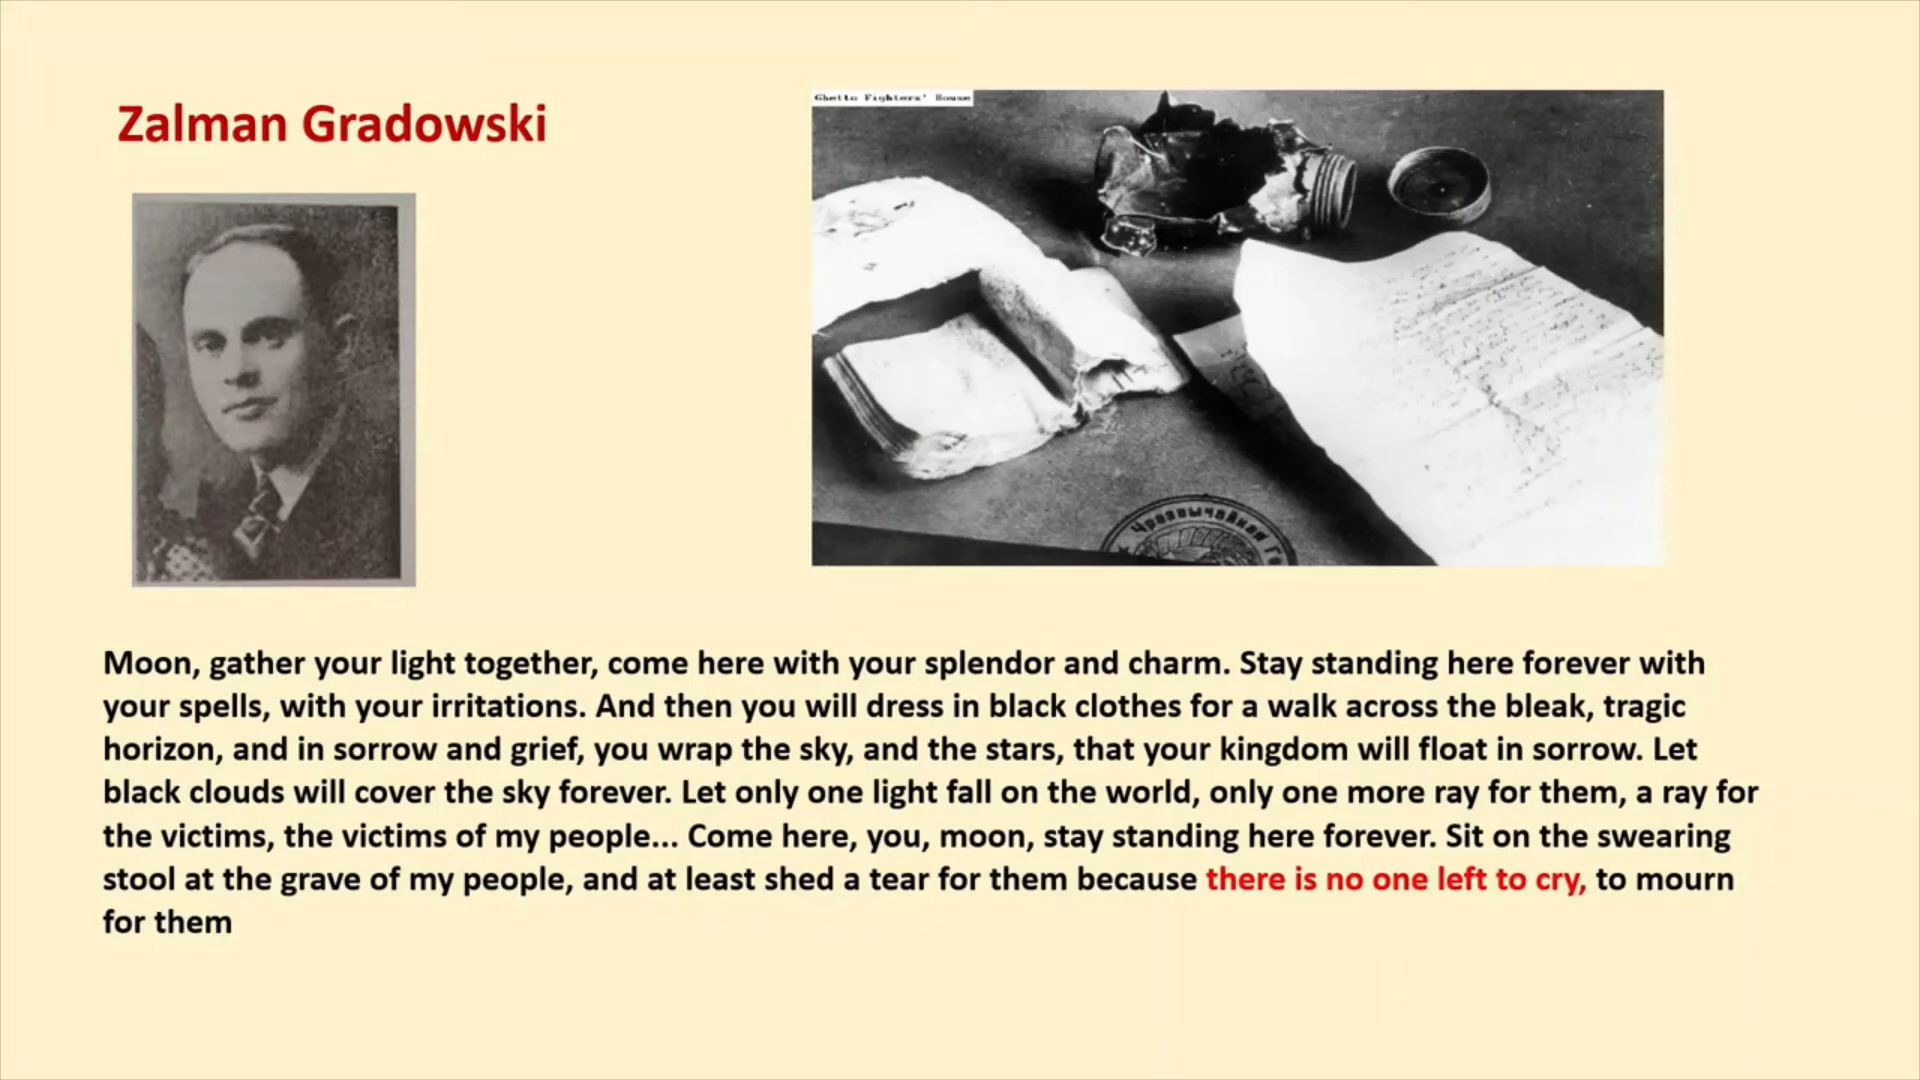 Zalman Gradowski
Ghetto Fighters' House
Чрезвычайная Го
Moon, gather your light together, come here with your splendor and charm. Stay standing here forever with
your spells, with your irritations. And then you will dress in black clothes for a walk across the bleak, tragic
horizon, and in sorrow and grief, you wrap the sky, and the stars, that your kingdom will float in sorrow. Let
black clouds will cover the sky forever. Let only one light fall on the world, only one more ray for them, a ray for
the victims, the victims of my people... Come here, you, moon, stay standing here forever. Sit on the swearing
stool at the grave of my people, and at least shed a tear for them because there is no one left to cry, to mourn
for them